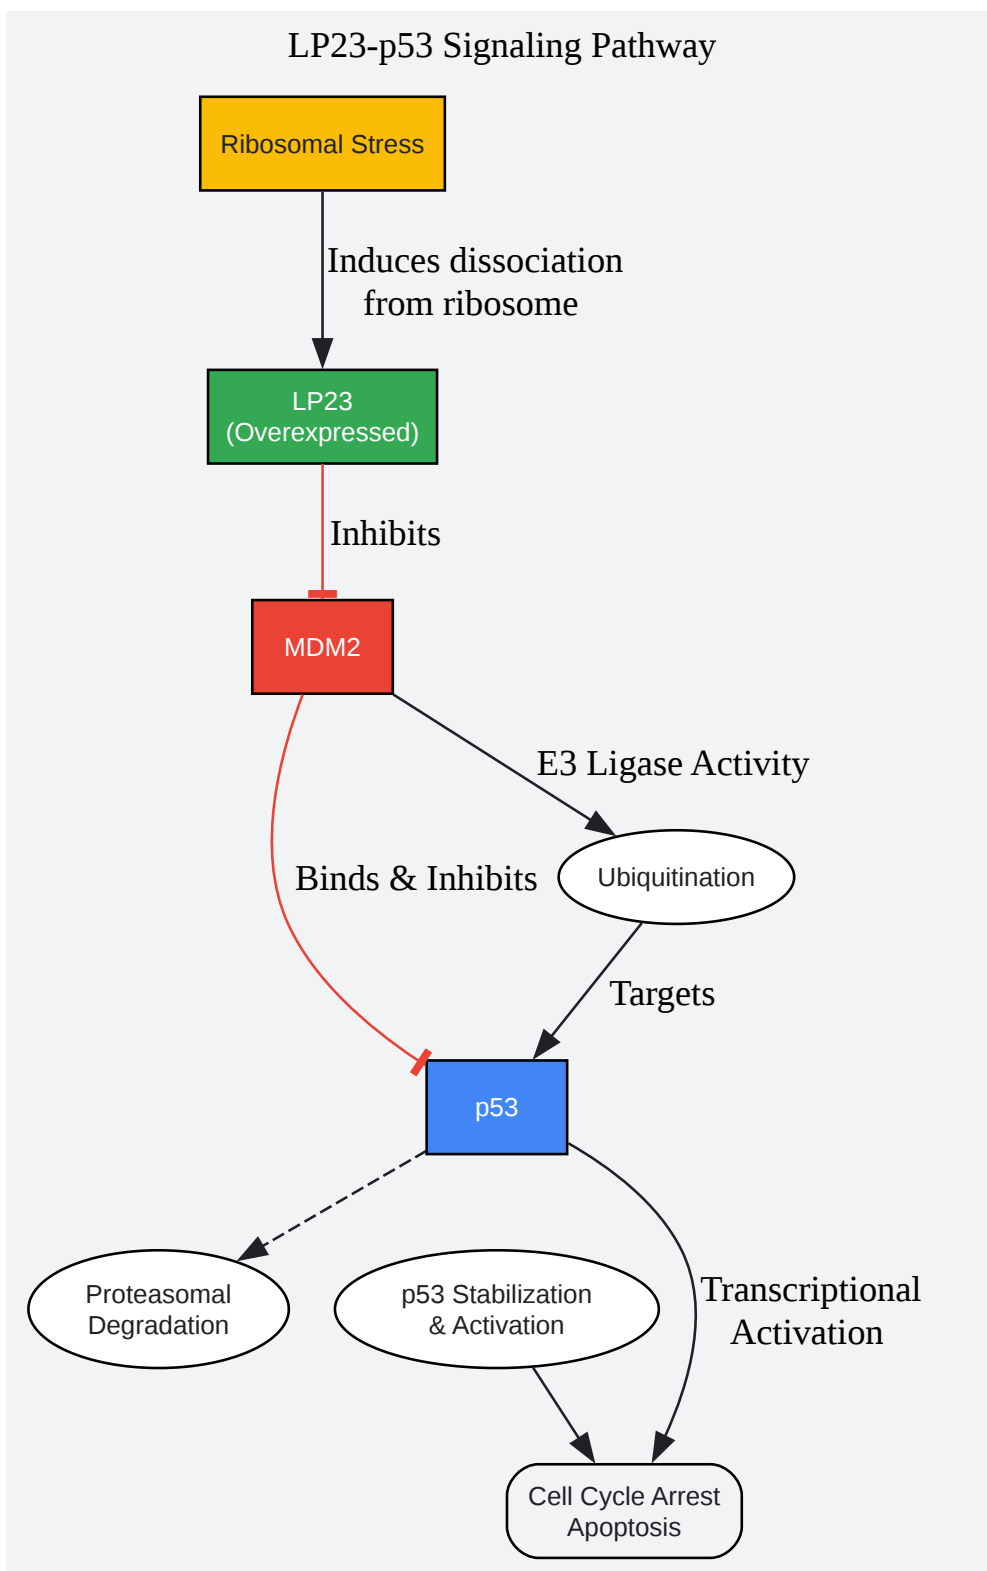 LP23-p53 Signaling Pathway
Ribosomal Stress
Induces dissociation
from ribosome
LP23
(Overexpressed)
Inhibits
MDM2
E3 Ligase Activity
Binds & Inhibits
Ubiquitination
Targets
p53
Proteasomal
Degradation
p53 Stabilization
& Activation
Transcriptional
Activation
Cell Cycle Arrest
Apoptosis